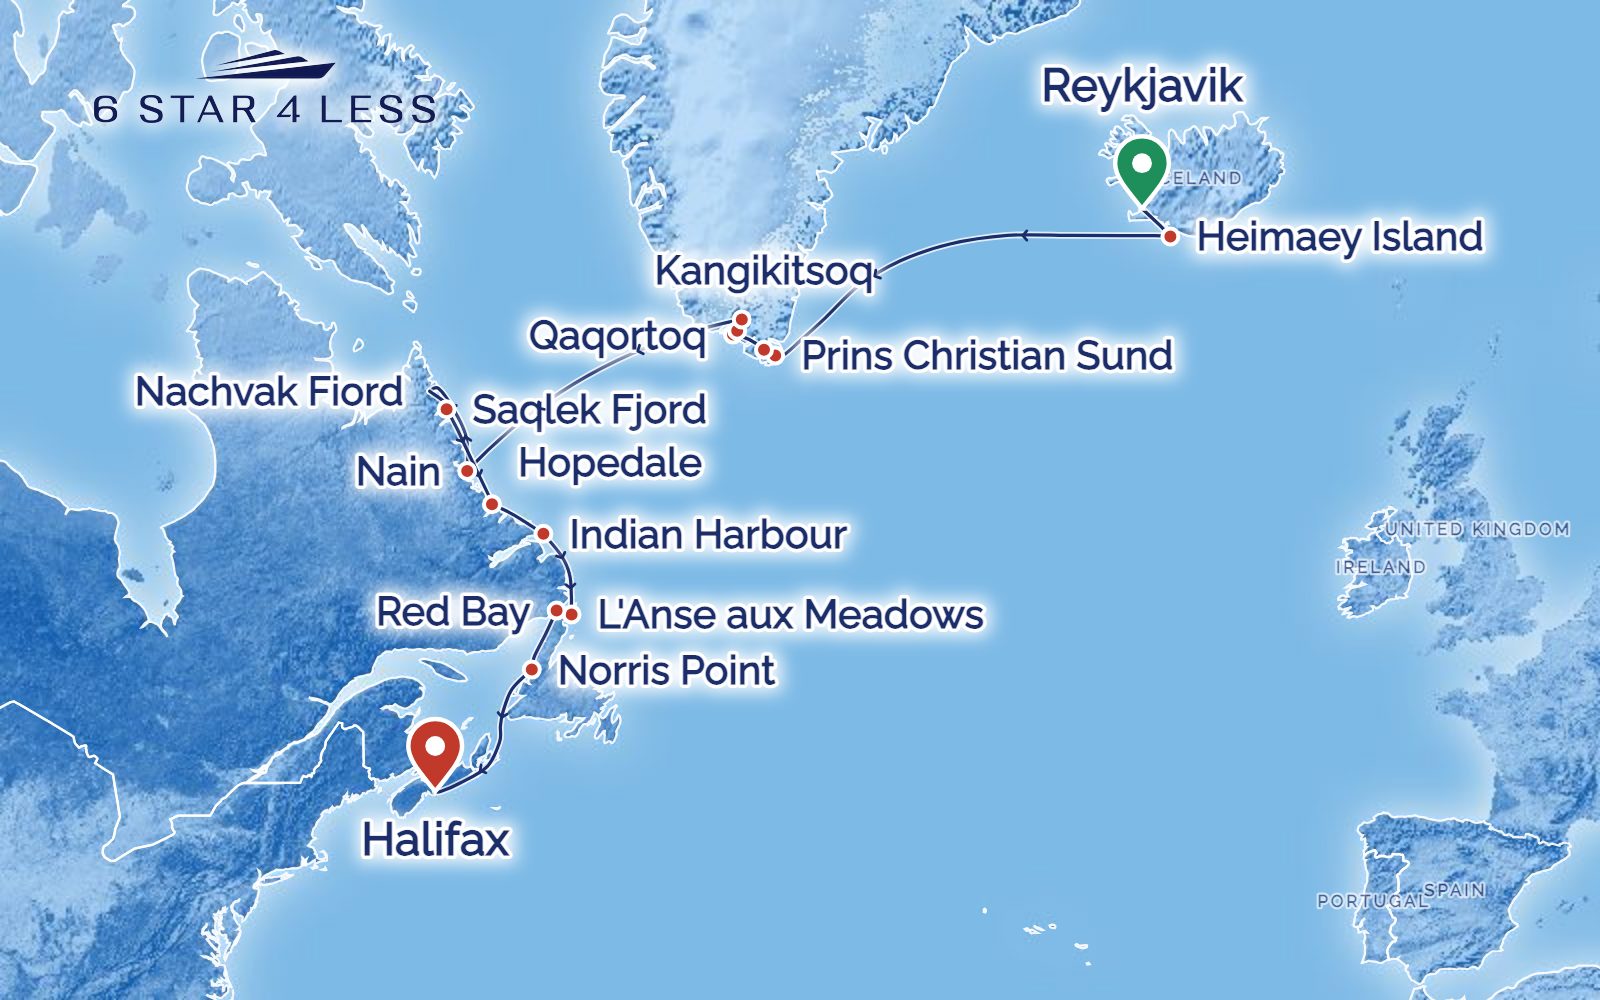 6 STAR 4 LESS
Reykjavik
Heimaey Island
Kangikitsoq
Qaqortoq
Prins Christian Sund
Nachvak Fiord
Saqlek Fjord
Nain
Hopedale
Indian Harbour
UNITED KINGDOM
IRELAND
Red Bay
L'Anse aux Meadows
Norris Point
Halifax
SPAIN
PORTUGAL